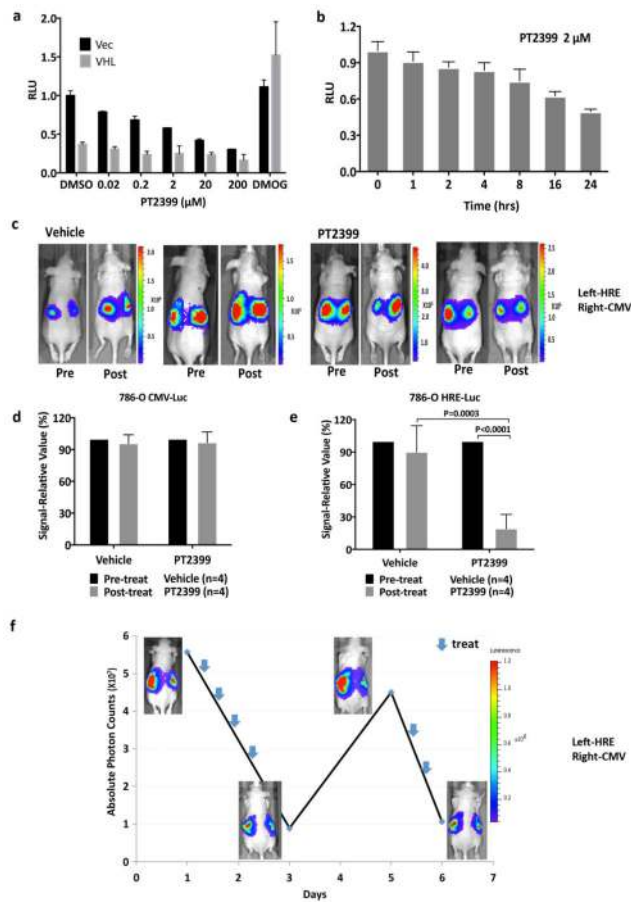 a
b
RLU
2.0
1.5
1.0
0.5
0.0
Vec
VHL
DMSO 0.02 0.2 2 20 200 DMOG
PT2399 (µM)
RLU
1.2
0.9
0.6
0.3
0.0
PT2399 2 µM
0 1 2 4 8 16 24
Time (hrs)
c
Vehicle
PT2399
Pre Post Pre Post Pre Post Pre Post
Left-HRE
Right-CMV
786-O CMV-Luc
786-O HRE-Luc
d
e
Signal-Relative Value (%)
120
90
60
30
0
Vehicle PT2399
Pre-treat Vehicle (n=4)
Post-treat PT2399 (n=4)
Signal-Relative Value (%)
P=0.0003
P<0.0001
120
90
60
30
0
Vehicle PT2399
Pre-treat Vehicle (n=4)
Post-treat PT2399 (n=4)
f
Absolute Photon Counts (X10⁷)
6
5
4
3
2
1
0
treat
0 1 2 3 4 5 6 7
Days
Left-HRE
Right-CMV